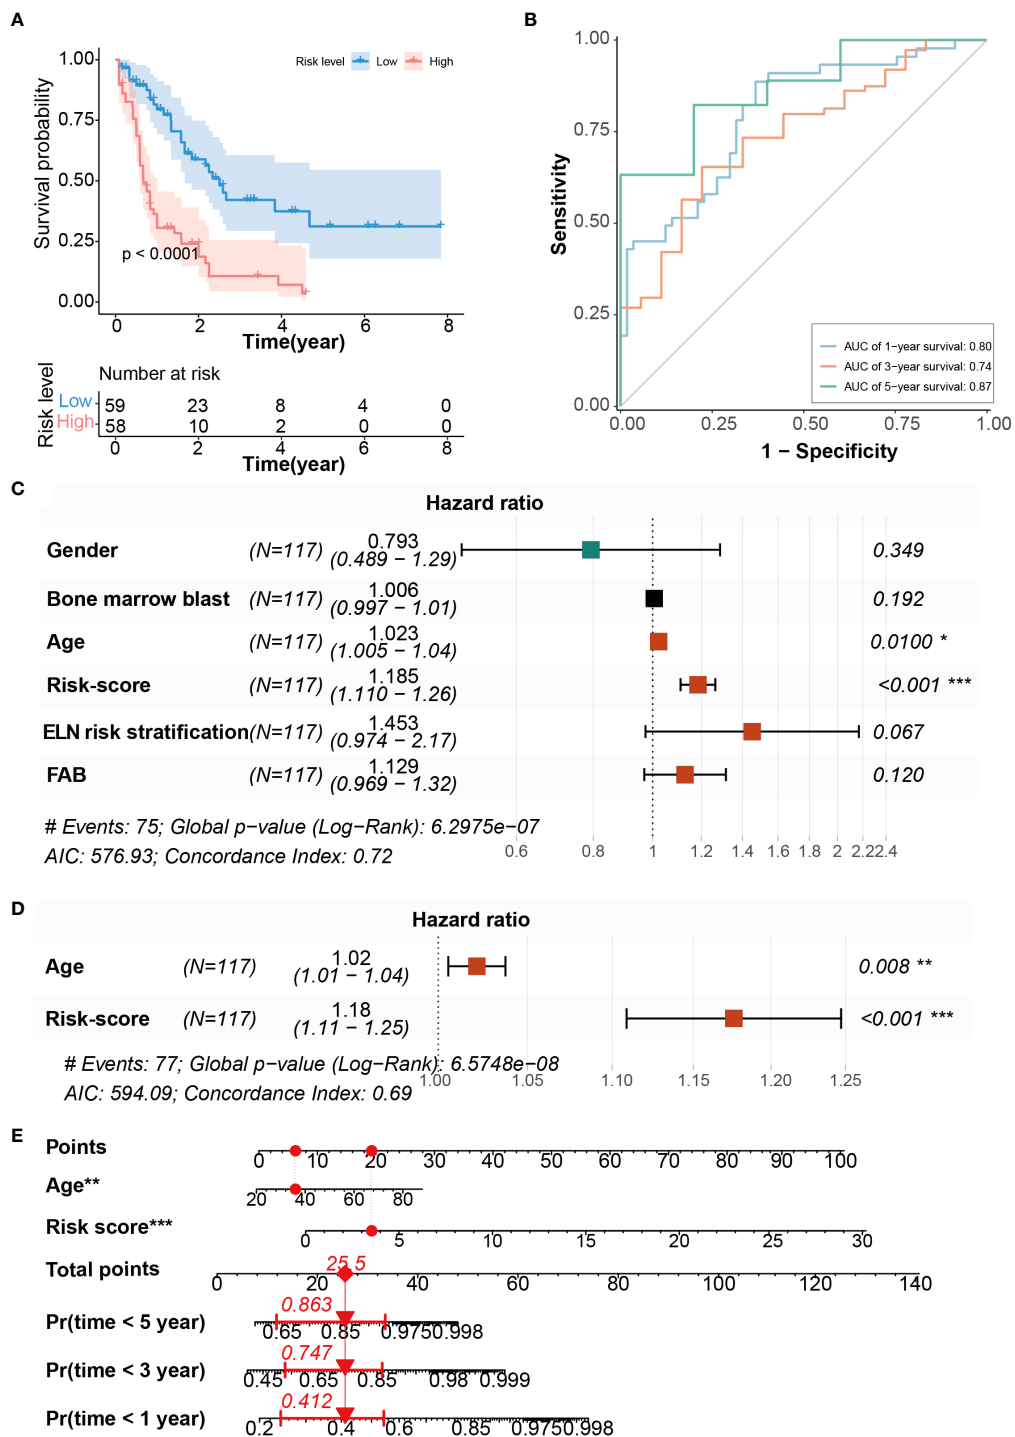 A
Survival probability
1.00
0.75
0.50
0.25
0.00
Risk level Low High
p < 0.0001
0 2 4 6 8
Time(year)
Number at risk
Risk level
Low 59 23 8 4 0
High 58 10 2 0 0
0 2 4 6 8
Time(year)
B
Sensitivity
1.00
0.75
0.50
0.25
0.00
AUC of 1−year survival: 0.80
AUC of 3−year survival: 0.74
AUC of 5−year survival: 0.87
0.00 0.25 0.50 0.75 1.00
1 − Specificity
C
Hazard ratio
Gender (N=117) 0.793 (0.489 − 1.29) 0.349
Bone marrow blast (N=117) 1.006 (0.997 − 1.01) 0.192
Age (N=117) 1.023 (1.005 − 1.04) 0.0100 *
Risk-score (N=117) 1.185 (1.110 − 1.26) <0.001 ***
ELN risk stratification (N=117) 1.453 (0.974 − 2.17) 0.067
FAB (N=117) 1.129 (0.969 − 1.32) 0.120
# Events: 75; Global p−value (Log−Rank): 6.2975e−07
AIC: 576.93; Concordance Index: 0.72
0.6 0.8 1 1.2 1.4 1.6 1.8 2 2.2 2.4
D
Hazard ratio
Age (N=117) 1.02 (1.01 − 1.04) 0.008 **
Risk-score (N=117) 1.18 (1.11 − 1.25) <0.001 ***
# Events: 77; Global p−value (Log−Rank): 6.5748e−08
AIC: 594.09; Concordance Index: 0.69
1.00 1.05 1.10 1.15 1.20 1.25
E
Points 0 10 20 30 40 50 60 70 80 90 100
Age** 20 40 60 80
Risk score*** 0 5 10 15 20 25 30
25.5
Total points 0 20 40 60 80 100 120 140
0.863
Pr(time < 5 year) 0.65 0.85 0.975 0.998
0.747
Pr(time < 3 year) 0.45 0.65 0.85 0.98 0.999
0.412
Pr(time < 1 year) 0.2 0.4 0.6 0.85 0.975 0.998